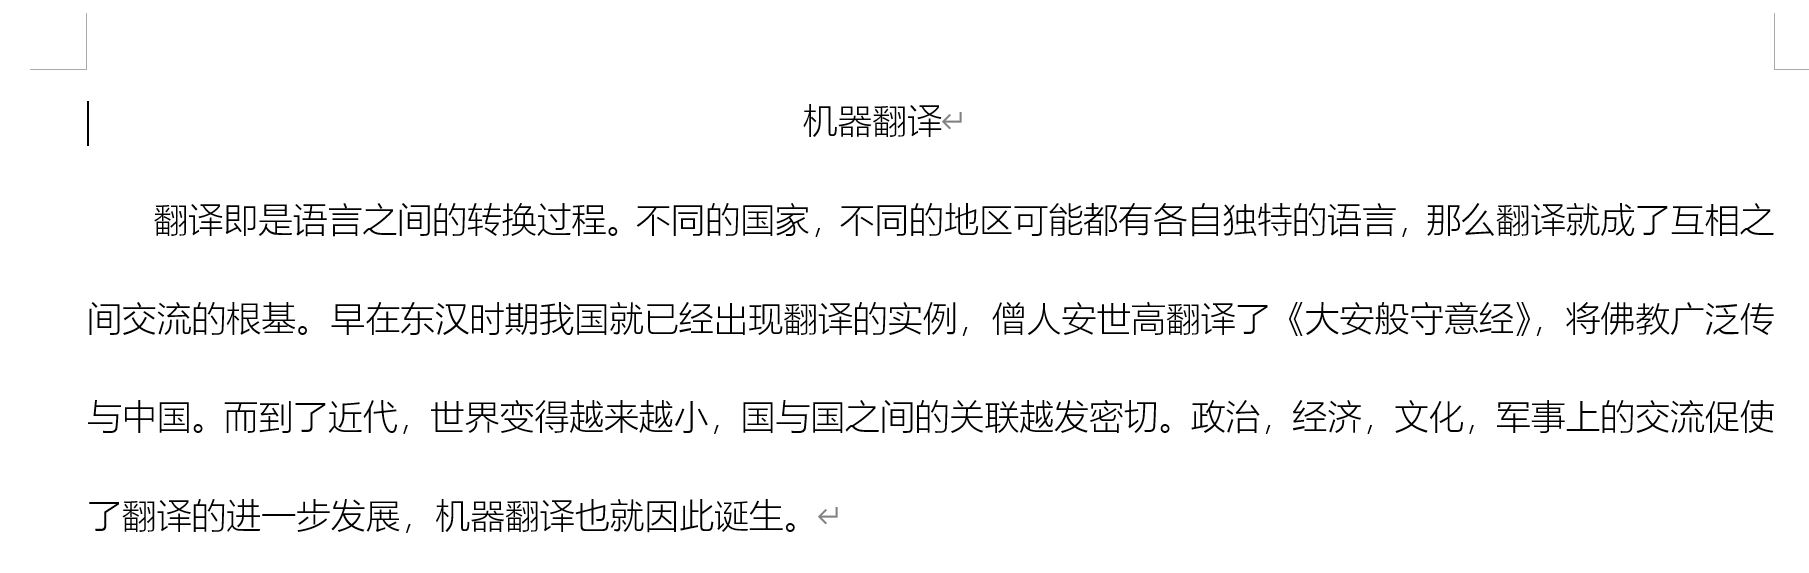 机器翻译
翻译即是语言之间的转换过程。不同的国家，不同的地区可能都有各自独特的语言，那么翻译就成了互相之
间交流的根基。早在东汉时期我国就已经出现翻译的实例，僧人安世高翻译了《大安般守意经》，将佛教广泛传
与中国。而到了近代，世界变得越来越小，国与国之间的关联越发密切。政治，经济，文化，军事上的交流促使
了翻译的进一步发展，机器翻译也就因此诞生。